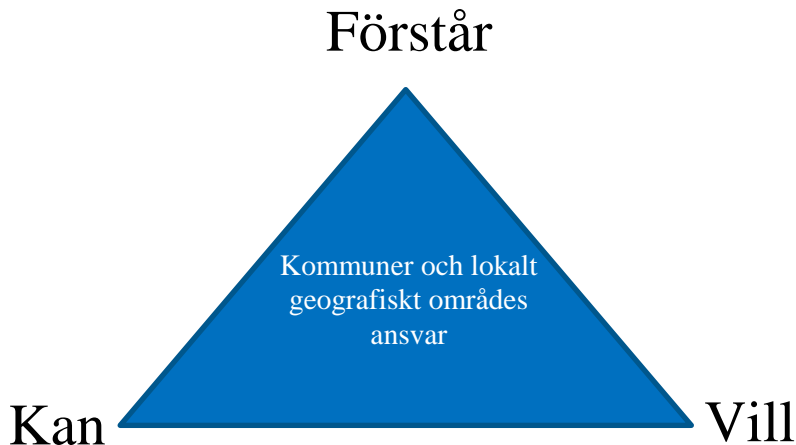 Förstår
Kommuner och lokalt
geografiskt områdes
ansvar
Kan
Vill